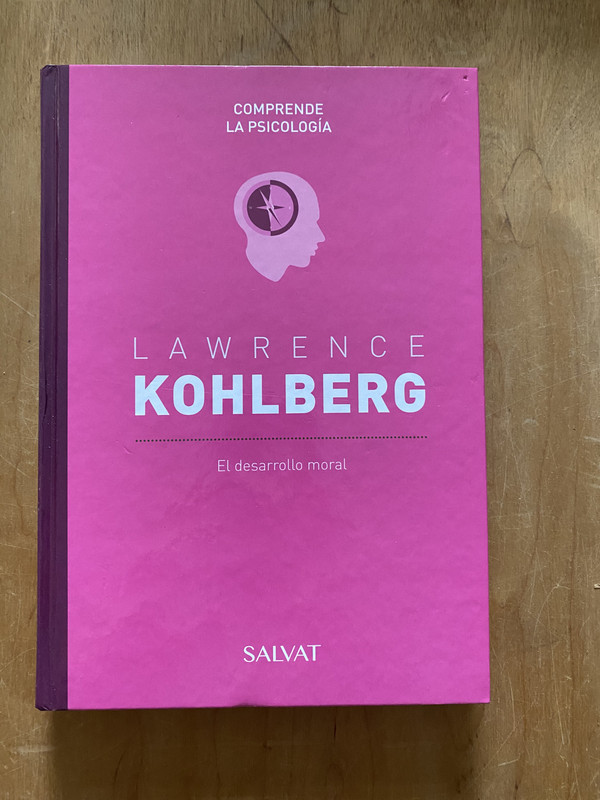 COMPRENDE
LA PSICOLOGÍA
LAWRENCE
KOHLBERG
El desarrollo moral
SALVAT